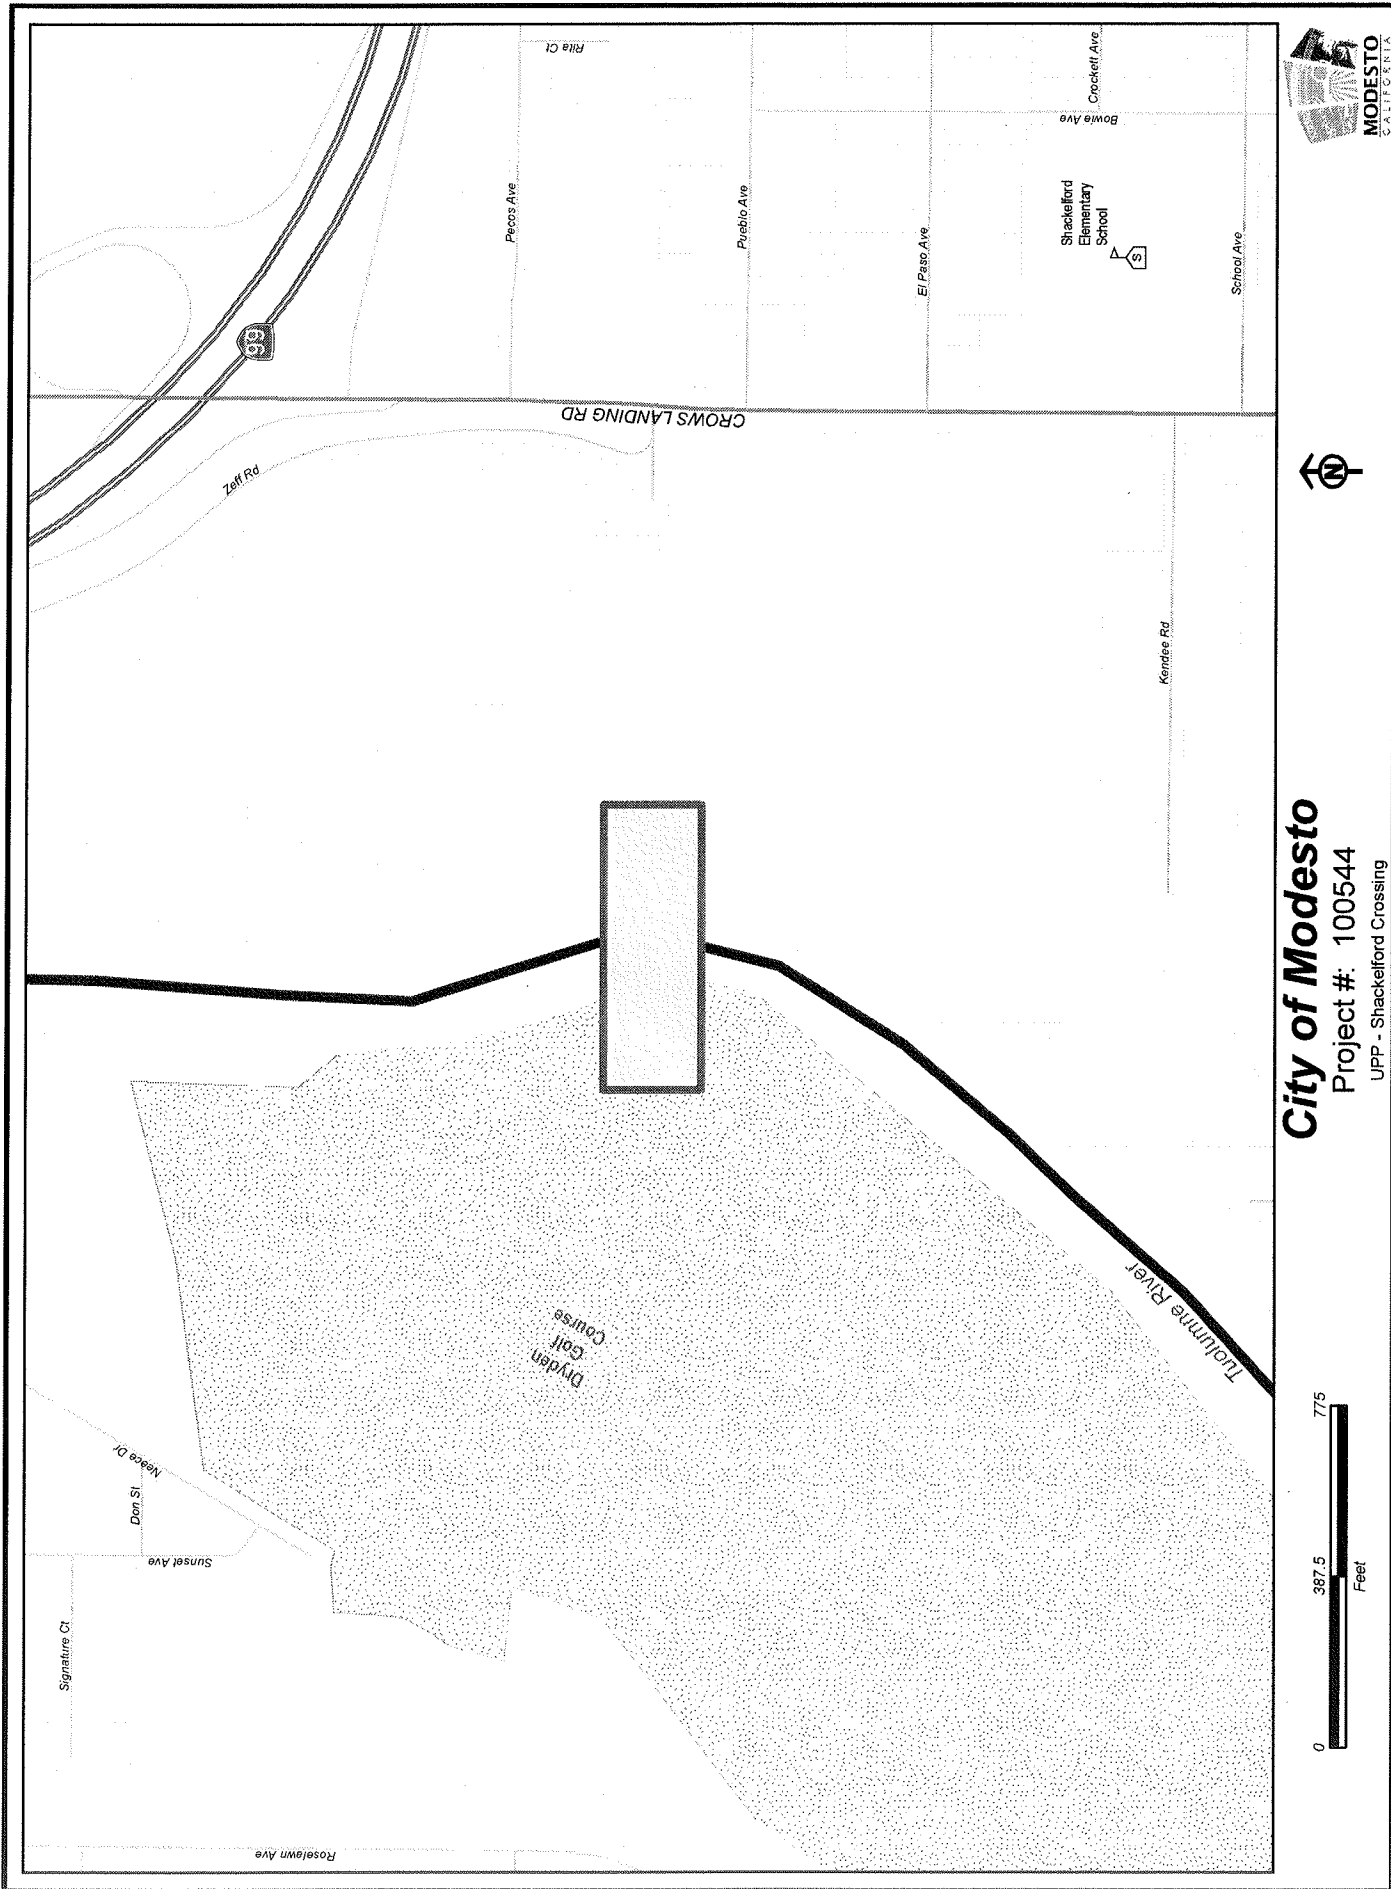 Signature Ct
Don St
Neece Dr
Sunset Ave
Roselawn Ave
Dryden
Golf
Course
Tuolumne River
Zeff Rd
99
CROWS LANDING RD
Rita Ct
Pecos Ave
Pueblo Ave
El Paso Ave
Bowie Ave
Crockett Ave
Shackelford
Elementary
School
S
School Ave
Kendee Rd
0 387.5 775
Feet
City of Modesto
Project #: 100544
UPP - Shackelford Crossing
N
MODESTO
CALIFORNIA